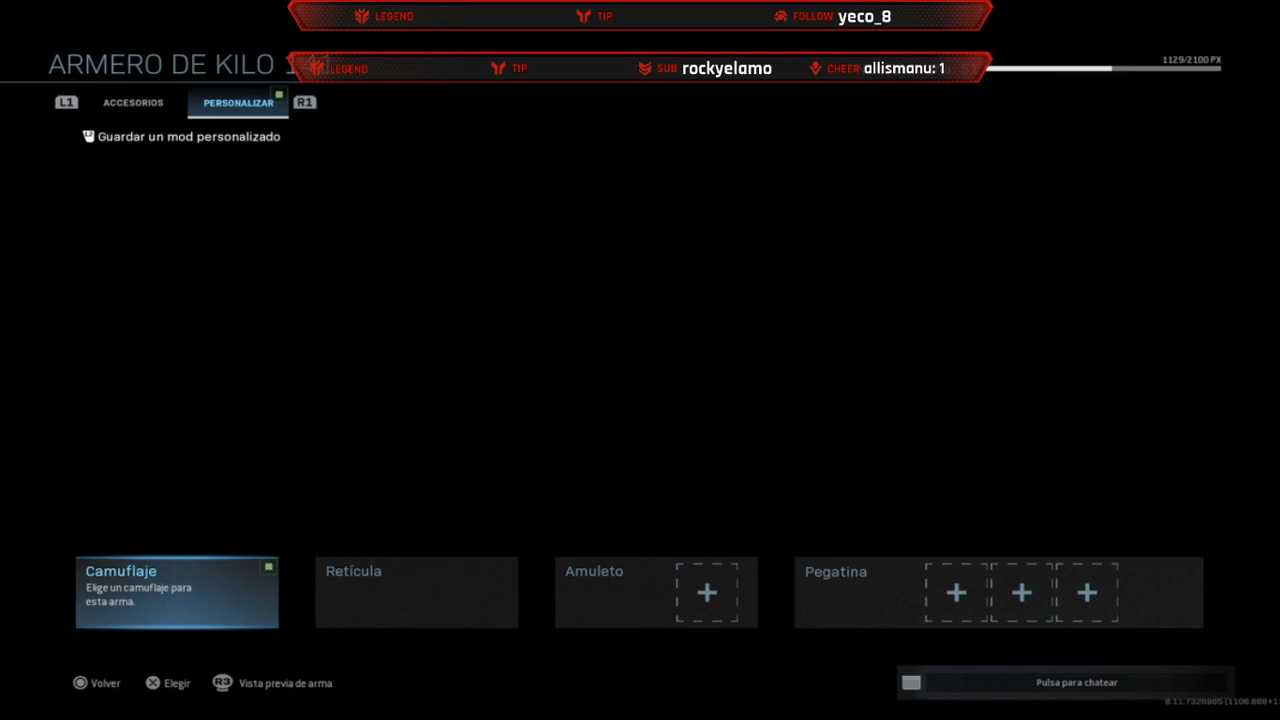 LEGEND TIP FOLLOW yeco_8
ARMERO DE KILO
LEGEND TIP SUB rockyelamo CHEER allismanu: 1
1129/2100 PX
L1 ACCESORIOS PERSONALIZAR R1
Guardar un mod personalizado
Camuflaje
Elige un camuflaje para
esta arma.
Retícula
Amuleto
Pegatina
Volver Elegir R3 Vista previa de arma
Pulsa para chatear